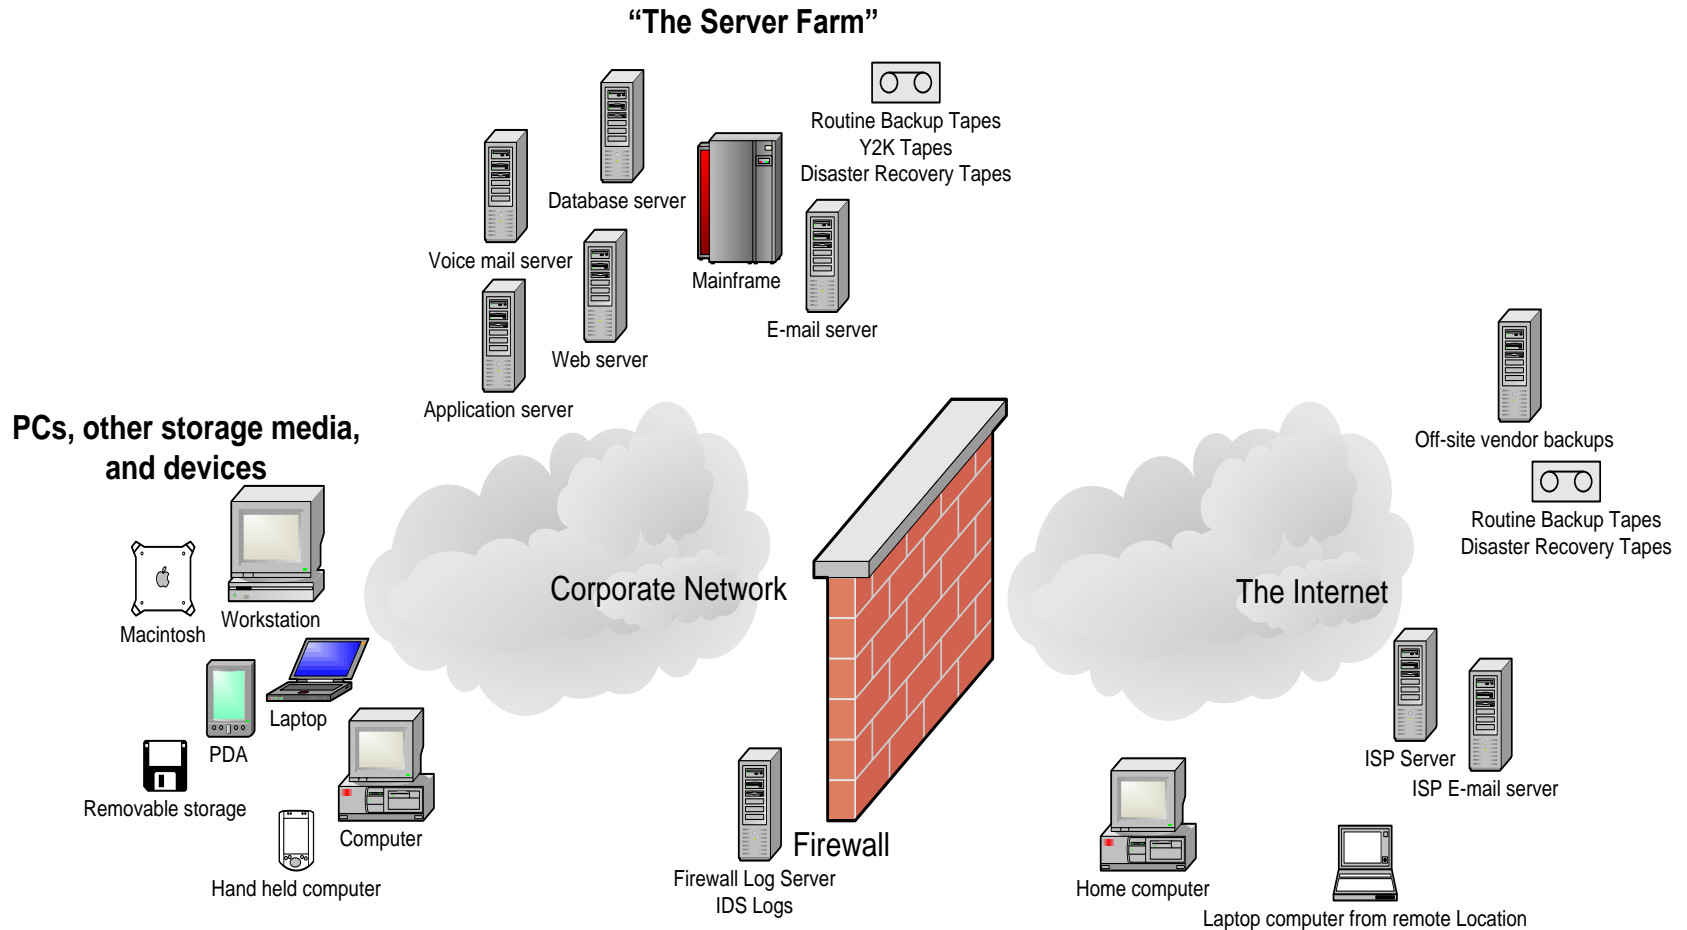 “The Server Farm”
Routine Backup Tapes
Y2K Tapes
Disaster Recovery Tapes
Database server
Voice mail server
Mainframe
E-mail server
Web server
Application server
PCs, other storage media,
and devices
Macintosh
Workstation
Laptop
PDA
Removable storage
Computer
Hand held computer
Corporate Network
Firewall
Firewall Log Server
IDS Logs
The Internet
Off-site vendor backups
Routine Backup Tapes
Disaster Recovery Tapes
ISP Server
ISP E-mail server
Home computer
Laptop computer from remote Location